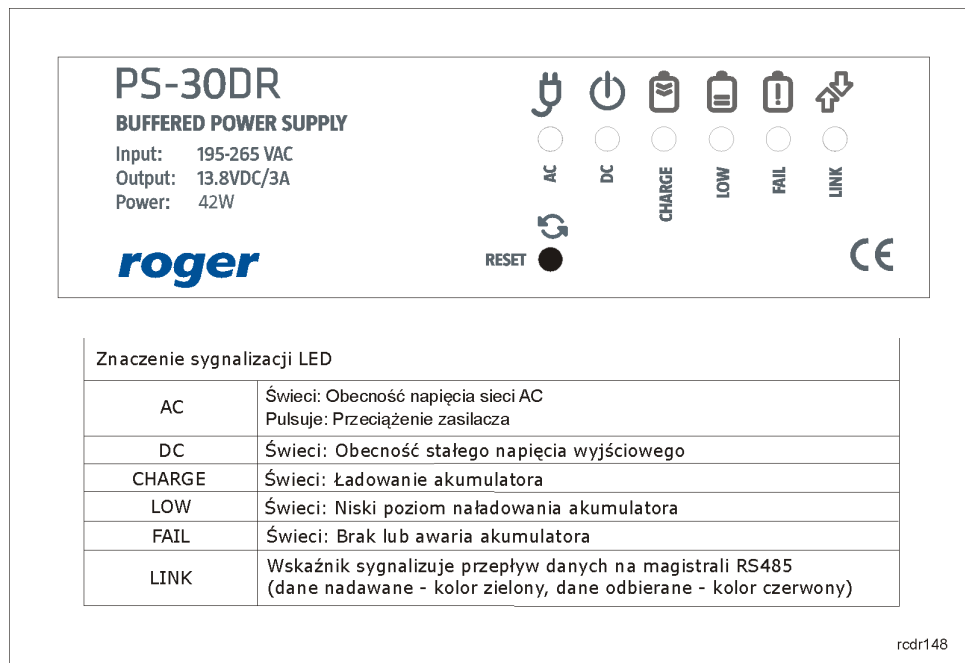 PS-30DR
BUFFERED POWER SUPPLY
Input: 195-265 VAC
Output: 13.8VDC/3A
Power: 42W
AC DC CHARGE LOW FAIL LINK
roger
RESET
CE
Znaczenie sygnalizacji LED
AC
Świeci: Obecność napięcia sieci AC
Pulsuje: Przeciążenie zasilacza
DC Świeci: Obecność stałego napięcia wyjściowego
CHARGE Świeci: Ładowanie akumulatora
LOW Świeci: Niski poziom naładowania akumulatora
FAIL Świeci: Brak lub awaria akumulatora
LINK
Wskaźnik sygnalizuje przepływ danych na magistrali RS485
(dane nadawane - kolor zielony, dane odbierane - kolor czerwony)
rcdr148